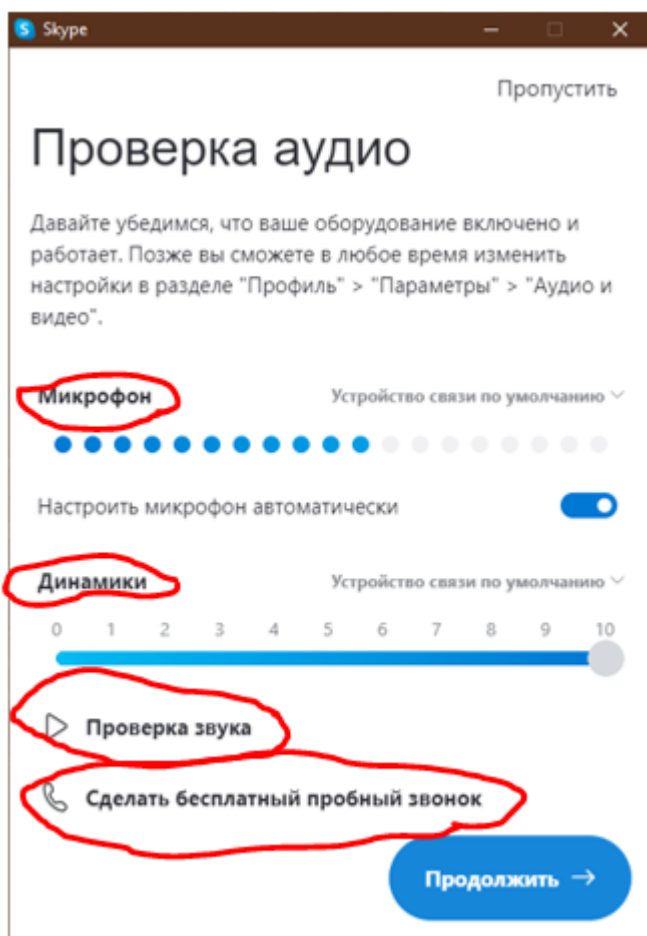 Skype
Пропустить
Проверка аудио
Давайте убедимся, что ваше оборудование включено и
работает. Позже вы сможете в любое время изменить
настройки в разделе "Профиль" > "Параметры" > "Аудио и
видео".
Микрофон Устройство связи по умолчанию
Настроить микрофон автоматически
Динамики Устройство связи по умолчанию
0 1 2 3 4 5 6 7 8 9 10
Проверка звука
Сделать бесплатный пробный звонок
Продолжить →